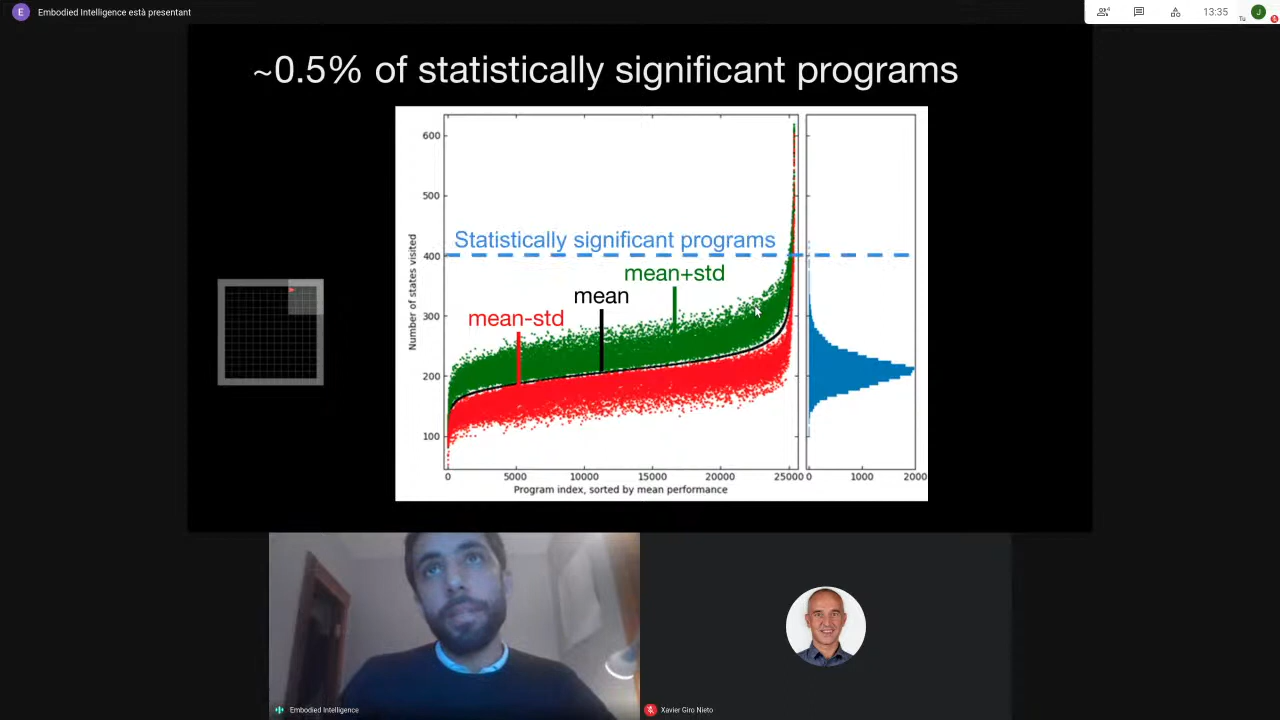 E Embodied Intelligence està presentant
4
13:35
Tu
J
~0.5% of statistically significant programs
600
500
400
300
200
100
Number of states visited
Statistically significant programs
mean+std
mean
mean-std
0 5000 10000 15000 20000 25000 0 1000 2000
Program index, sorted by mean performance
Embodied Intelligence
Xavier Giro Nieto